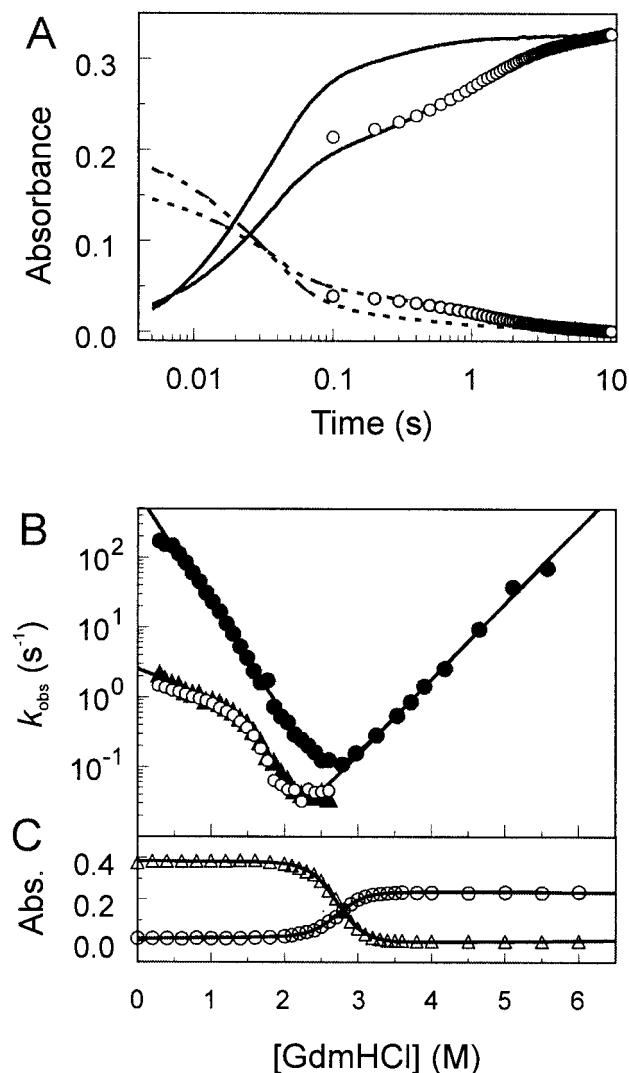 A
Absorbance
0.3
0.2
0.1
0.0
0.01 0.1 1 10
Time (s)
B
k_obs (s⁻¹)
10²
10¹
10⁰
10⁻¹
C
Abs.
0.4
0.2
0.0
0 1 2 3 4 5 6
[GdmHCl] (M)